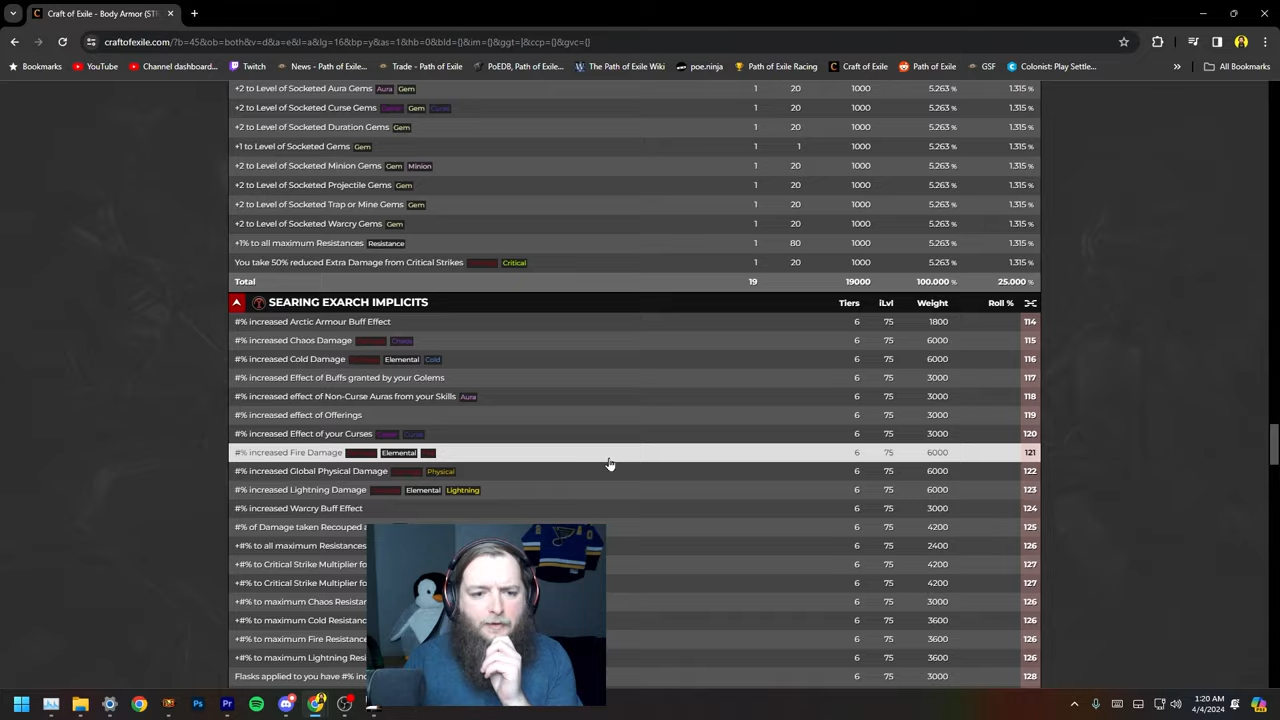 Craft of Exile - Body Armor (STR
craftofexile.com/?b=45&ob=both&v=d&a=e&l=a&lg=16&bp=y&as=1&hb=0&bld={}&im={}&ggt=|&ccp={}&gvc={}
Bookmarks YouTube Channel dashboard... Twitch News - Path of Exile... Trade - Path of Exile... PoEDB, Path of Exile... The Path of Exile Wiki poe.ninja Path of Exile Racing Craft of Exile Path of Exile Reddit GSF Colonist: Play Settle... » All Bookmarks
+2 to Level of Socketed Aura Gems Aura Gem 1 20 1000 5.263 % 1.315 %
+2 to Level of Socketed Curse Gems Caster Gem Curse 1 20 1000 5.263 % 1.315 %
+2 to Level of Socketed Duration Gems Gem 1 20 1000 5.263 % 1.315 %
+1 to Level of Socketed Gems Gem 1 1 1000 5.263 % 1.315 %
+2 to Level of Socketed Minion Gems Gem Minion 1 20 1000 5.263 % 1.315 %
+2 to Level of Socketed Projectile Gems Gem 1 20 1000 5.263 % 1.315 %
+2 to Level of Socketed Trap or Mine Gems Gem 1 20 1000 5.263 % 1.315 %
+2 to Level of Socketed Warcry Gems Gem 1 20 1000 5.263 % 1.315 %
+1% to all maximum Resistances Resistance 1 80 1000 5.263 % 1.315 %
You take 50% reduced Extra Damage from Critical Strikes Critical 1 20 1000 5.263 % 1.315 %
Total 19 19000 100.000 % 25.000 %
SEARING EXARCH IMPLICITS Tiers iLvl Weight Roll %
#% increased Arctic Armour Buff Effect 6 75 1800 114
#% increased Chaos Damage Chaos 6 75 6000 115
#% increased Cold Damage Elemental Cold 6 75 6000 116
#% increased Effect of Buffs granted by your Golems 6 75 3000 117
#% increased effect of Non-Curse Auras from your Skills Aura 6 75 3000 118
#% increased effect of Offerings 6 75 3000 119
#% increased Effect of your Curses Caster Curse 6 75 3000 120
#% increased Fire Damage Elemental 6 75 6000 121
#% increased Global Physical Damage Physical 6 75 6000 122
#% increased Lightning Damage Elemental Lightning 6 75 6000 123
#% increased Warcry Buff Effect 6 75 3000 124
#% of Damage taken Recouped a 6 75 4200 125
+#% to all maximum Resistances 6 75 2400 126
+#% to Critical Strike Multiplier fo 6 75 4200 127
+#% to Critical Strike Multiplier fo 6 75 4200 127
+#% to maximum Chaos Resistan 6 75 3000 126
+#% to maximum Cold Resistanc 6 75 3600 126
+#% to maximum Fire Resistance 6 75 3600 126
+#% to maximum Lightning Resis 6 75 3600 126
Flasks applied to you have #% inc 6 75 3000 128
1:20 AM
4/4/2024